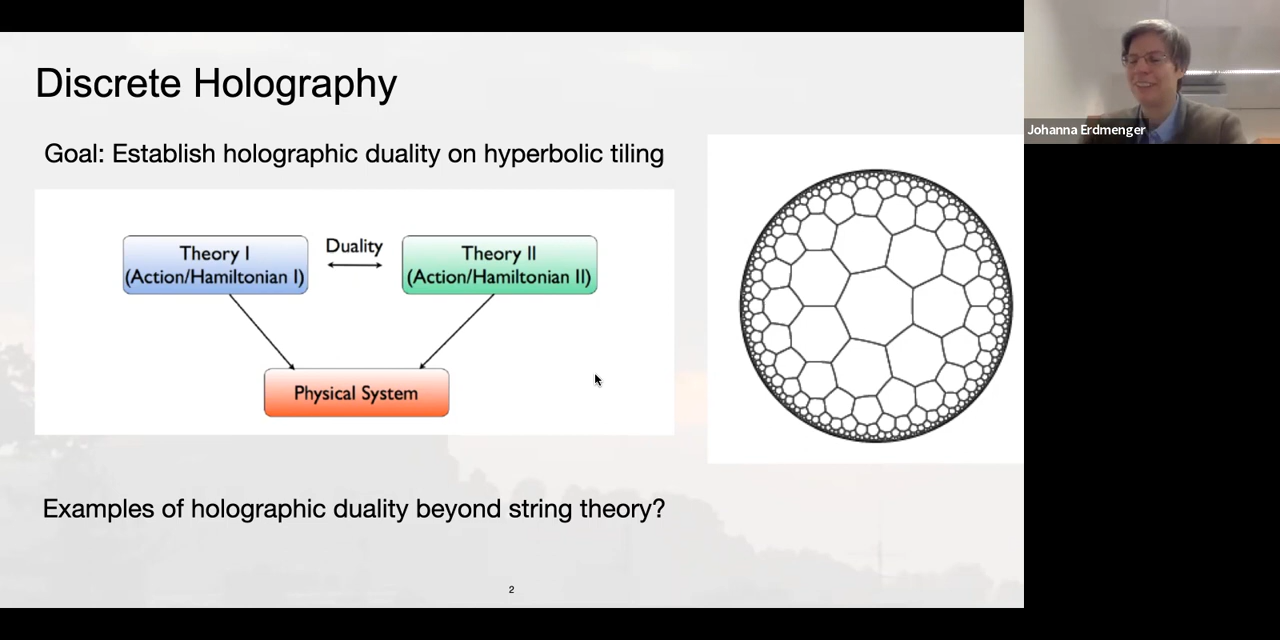 Discrete Holography
Goal: Establish holographic duality on hyperbolic tiling
Theory I
(Action/Hamiltonian I)
Duality
Theory II
(Action/Hamiltonian II)
Physical System
Examples of holographic duality beyond string theory?
2
Johanna Erdmenger